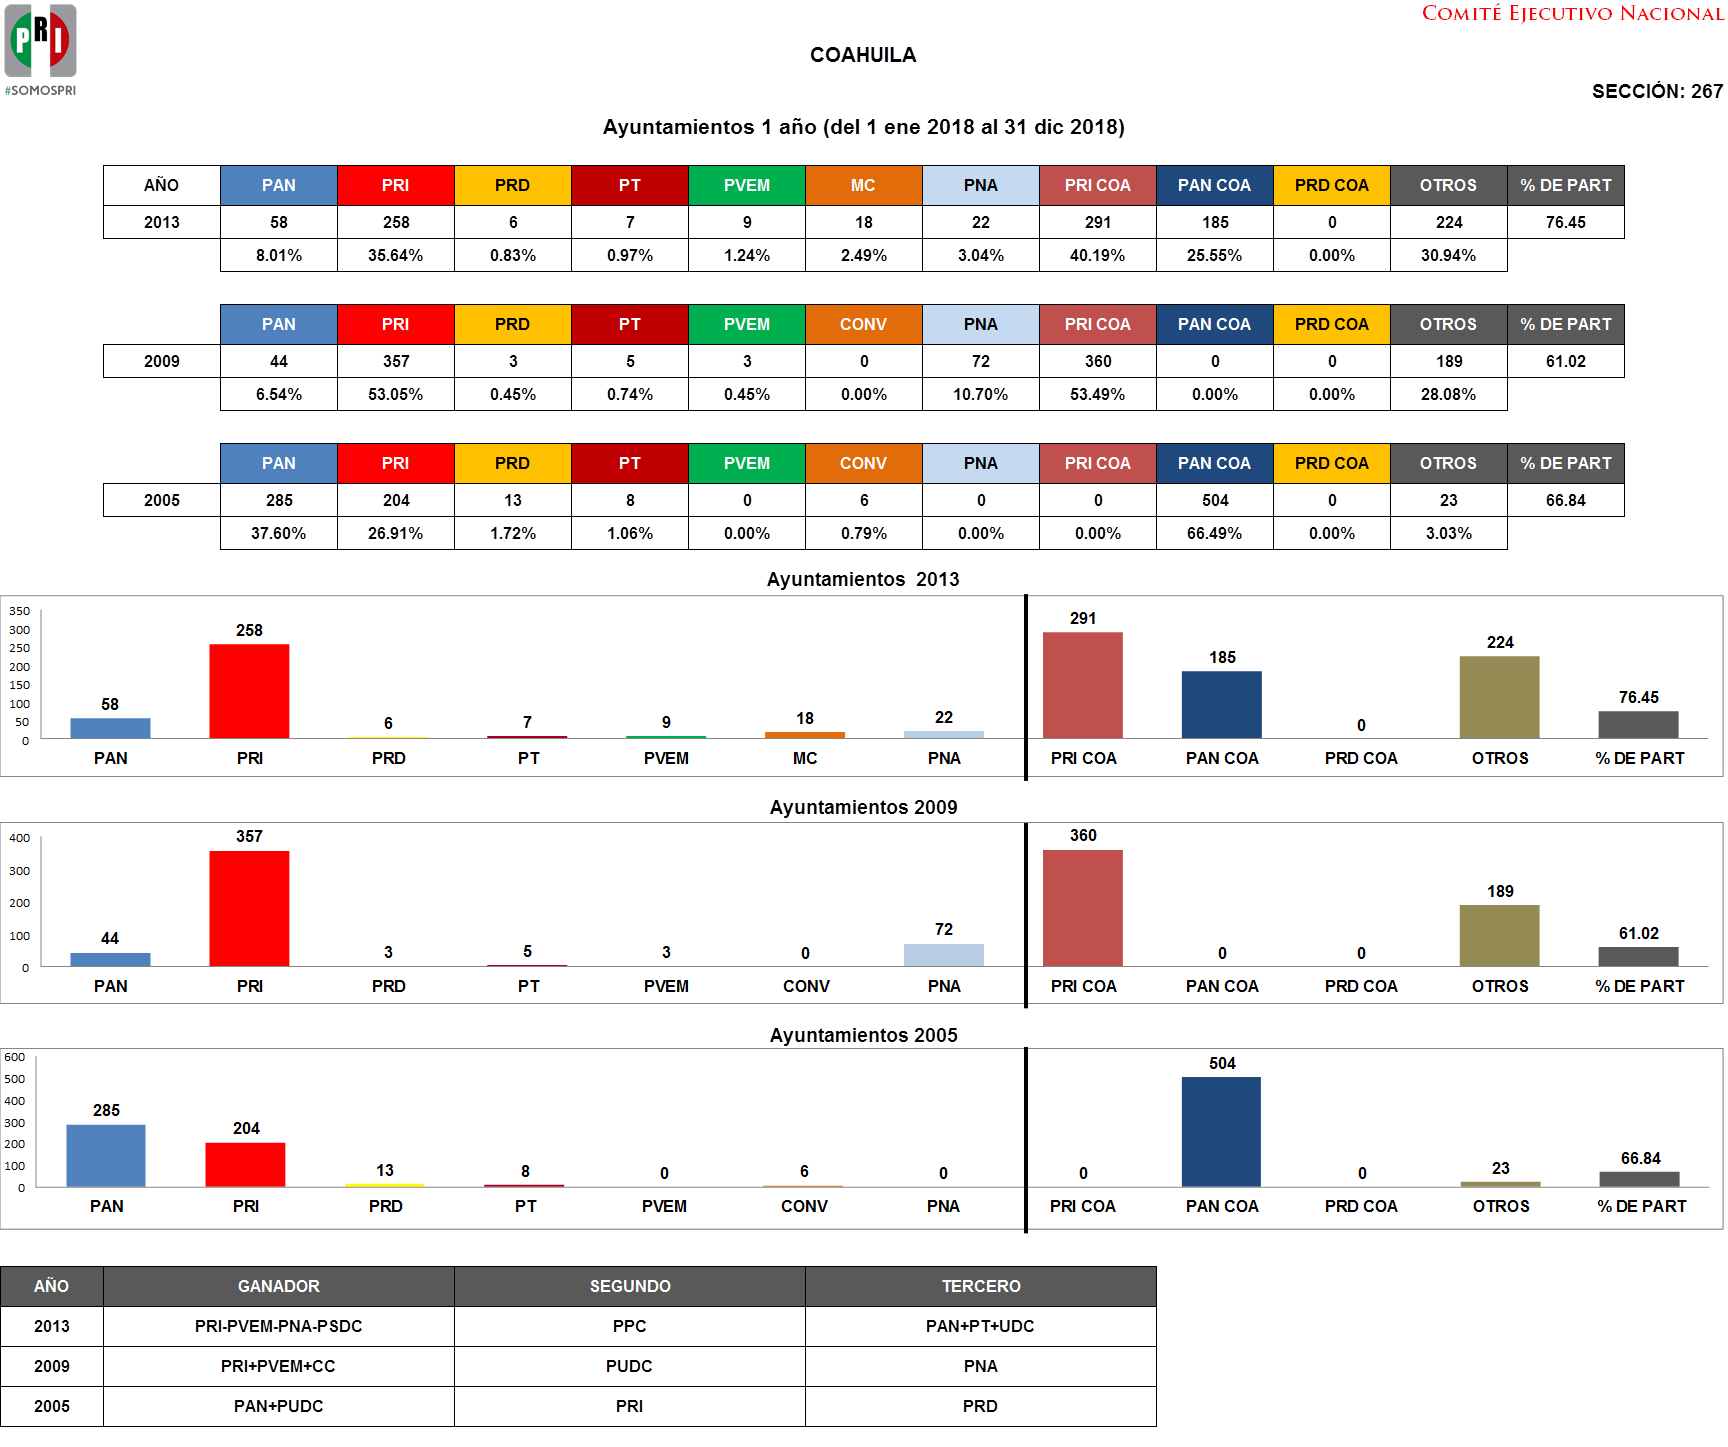 COMITÉ EJECUTIVO NACIONAL
PRI
#SOMOSPRI
COAHUILA
SECCIÓN: 267
Ayuntamientos 1 año (del 1 ene 2018 al 31 dic 2018)
AÑO PAN PRI PRD PT PVEM MC PNA PRI COA PAN COA PRD COA OTROS % DE PART
2013 58 258 6 7 9 18 22 291 185 0 224 76.45
8.01% 35.64% 0.83% 0.97% 1.24% 2.49% 3.04% 40.19% 25.55% 0.00% 30.94%
PAN PRI PRD PT PVEM CONV PNA PRI COA PAN COA PRD COA OTROS % DE PART
2009 44 357 3 5 3 0 72 360 0 0 189 61.02
6.54% 53.05% 0.45% 0.74% 0.45% 0.00% 10.70% 53.49% 0.00% 0.00% 28.08%
PAN PRI PRD PT PVEM CONV PNA PRI COA PAN COA PRD COA OTROS % DE PART
2005 285 204 13 8 0 6 0 0 504 0 23 66.84
37.60% 26.91% 1.72% 1.06% 0.00% 0.79% 0.00% 0.00% 66.49% 0.00% 3.03%
Ayuntamientos 2013
350
300
250
200
150
100
50
0
58 258 6 7 9 18 22 291 185 0 224 76.45
PAN PRI PRD PT PVEM MC PNA PRI COA PAN COA PRD COA OTROS % DE PART
Ayuntamientos 2009
400
300
200
100
0
44 357 3 5 3 0 72 360 0 0 189 61.02
PAN PRI PRD PT PVEM CONV PNA PRI COA PAN COA PRD COA OTROS % DE PART
Ayuntamientos 2005
600
500
400
300
200
100
0
285 204 13 8 0 6 0 0 504 0 23 66.84
PAN PRI PRD PT PVEM CONV PNA PRI COA PAN COA PRD COA OTROS % DE PART
AÑO GANADOR SEGUNDO TERCERO
2013 PRI-PVEM-PNA-PSDC PPC PAN+PT+UDC
2009 PRI+PVEM+CC PUDC PNA
2005 PAN+PUDC PRI PRD